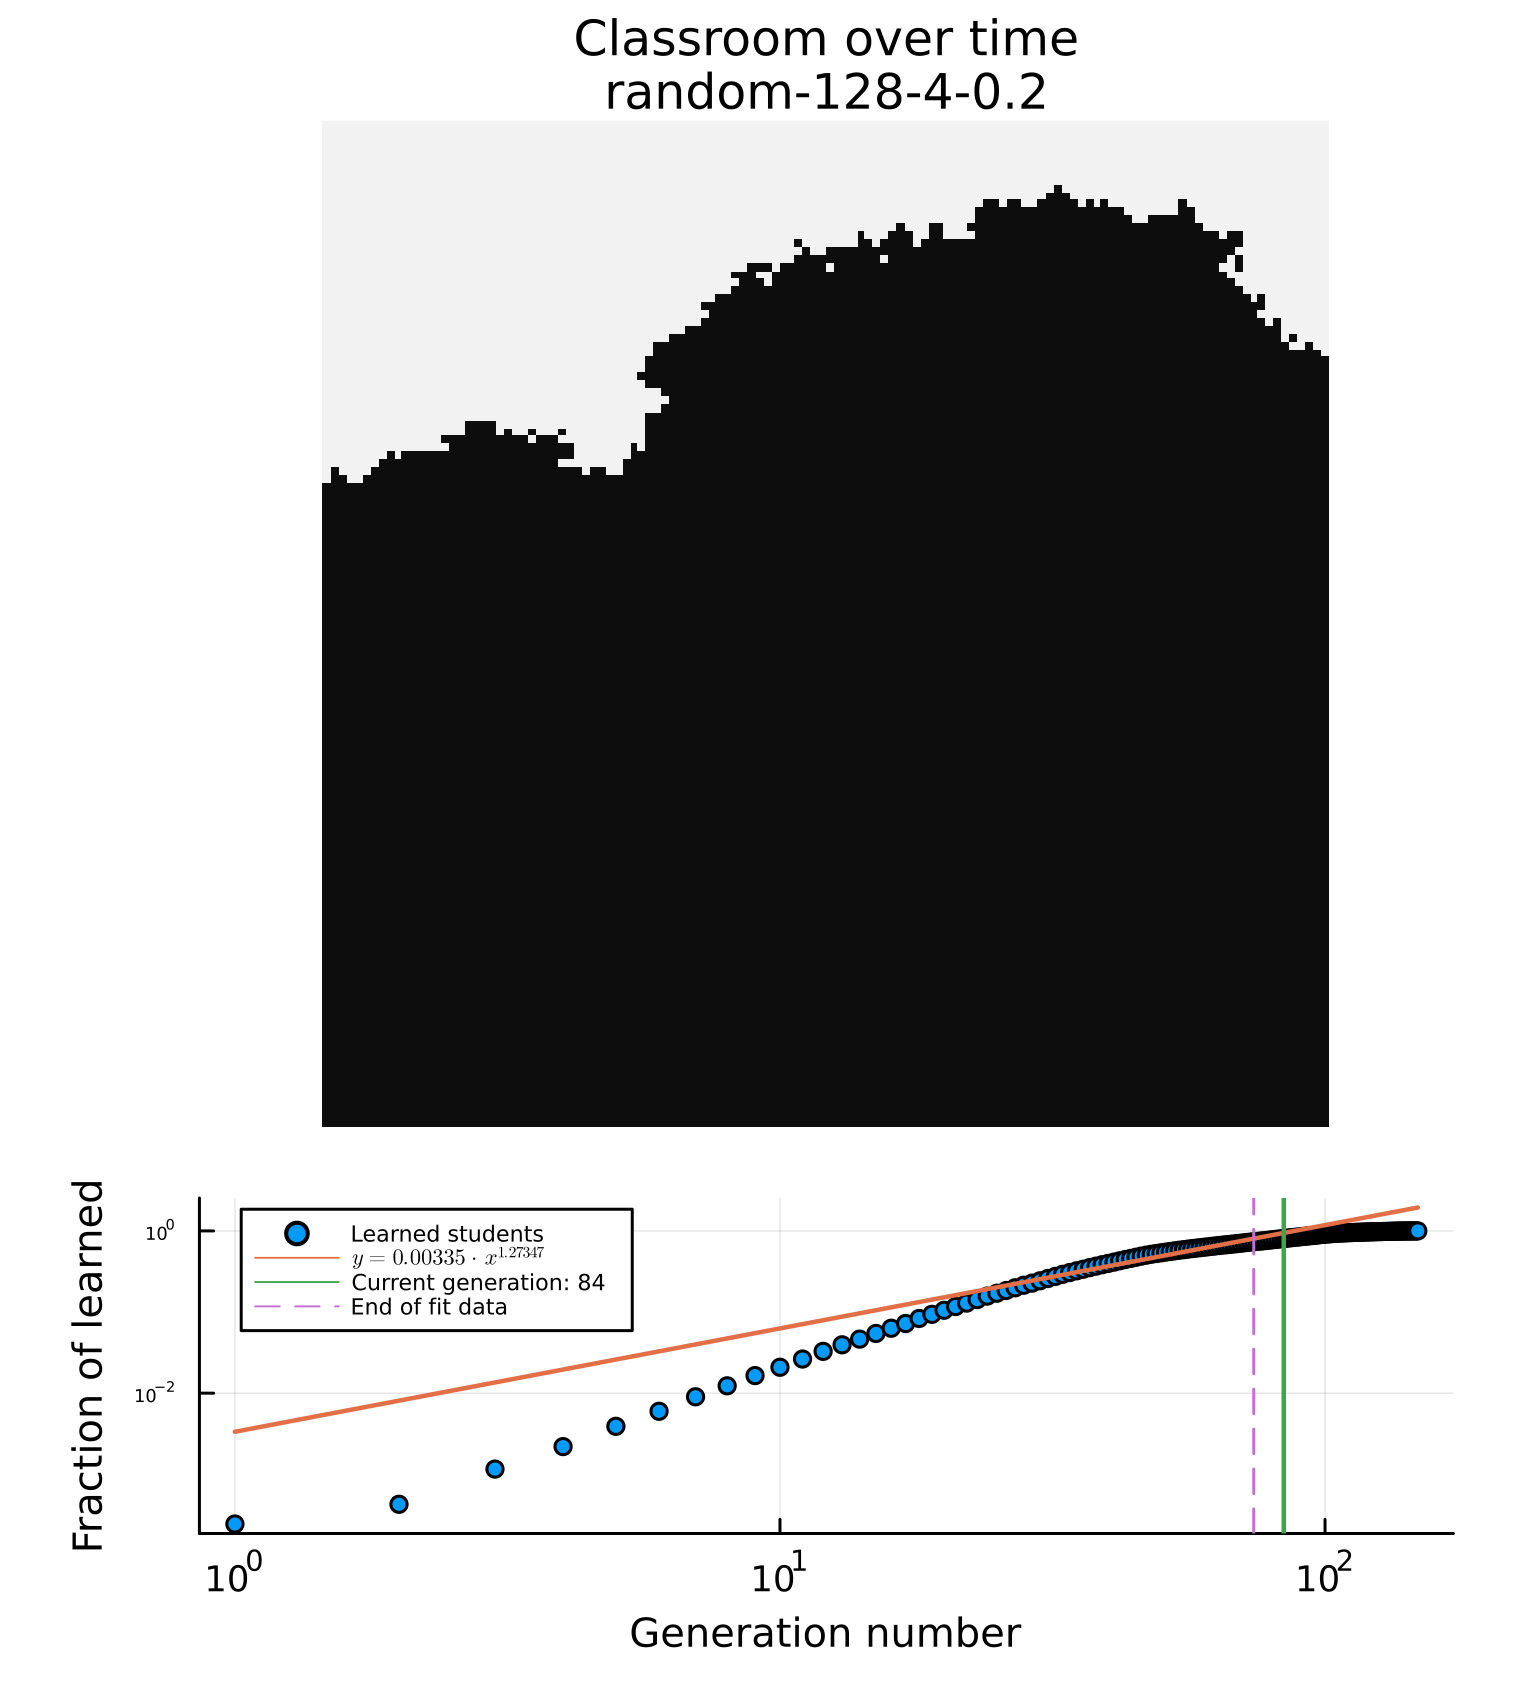 Classroom over time
random-128-4-0.2
Fraction of learned
10^0
10^-2
Learned students
y = 0.00335 · x^1.27347
Current generation: 84
End of fit data
10^0 10^1 10^2
Generation number